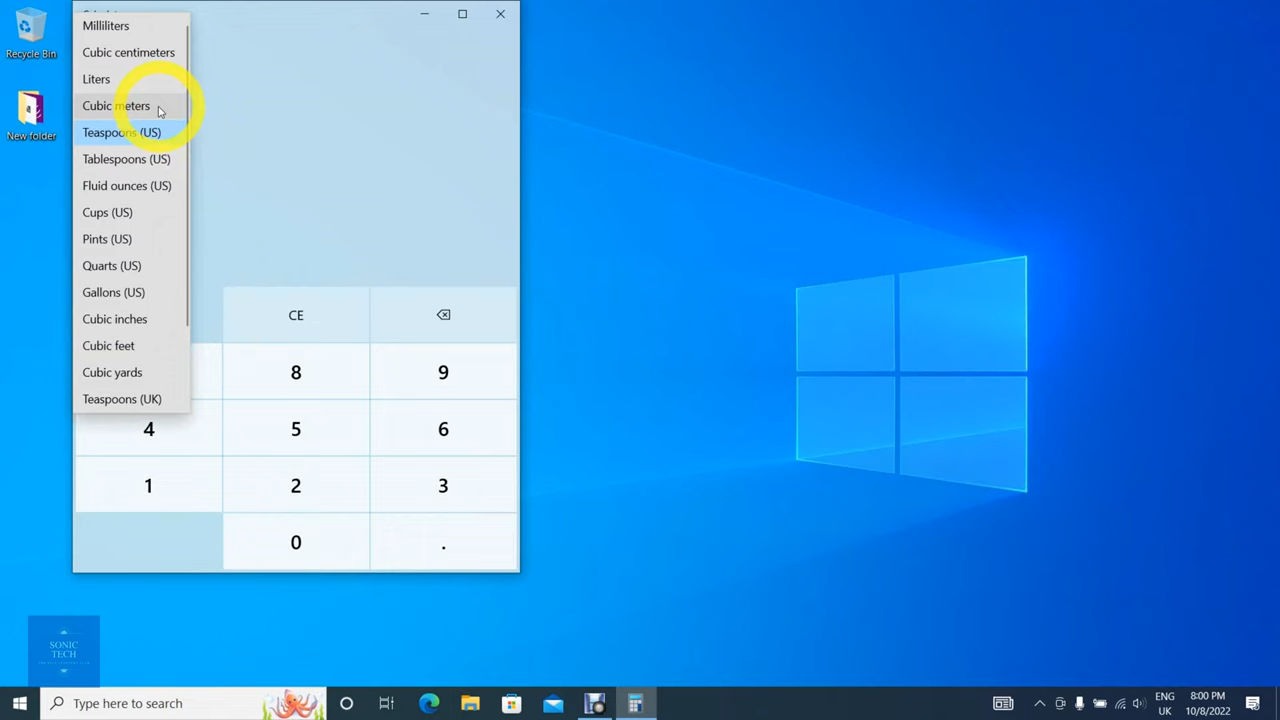 Recycle Bin
New folder
Milliliters
Cubic centimeters
Liters
Cubic meters
Teaspoons (US)
Tablespoons (US)
Fluid ounces (US)
Cups (US)
Pints (US)
Quarts (US)
Gallons (US)
Cubic inches
Cubic feet
Cubic yards
Teaspoons (UK)
CE
8 9
4 5 6
1 2 3
0 .
SONIC
TECH
Type here to search
ENG
UK
8:00 PM
10/8/2022